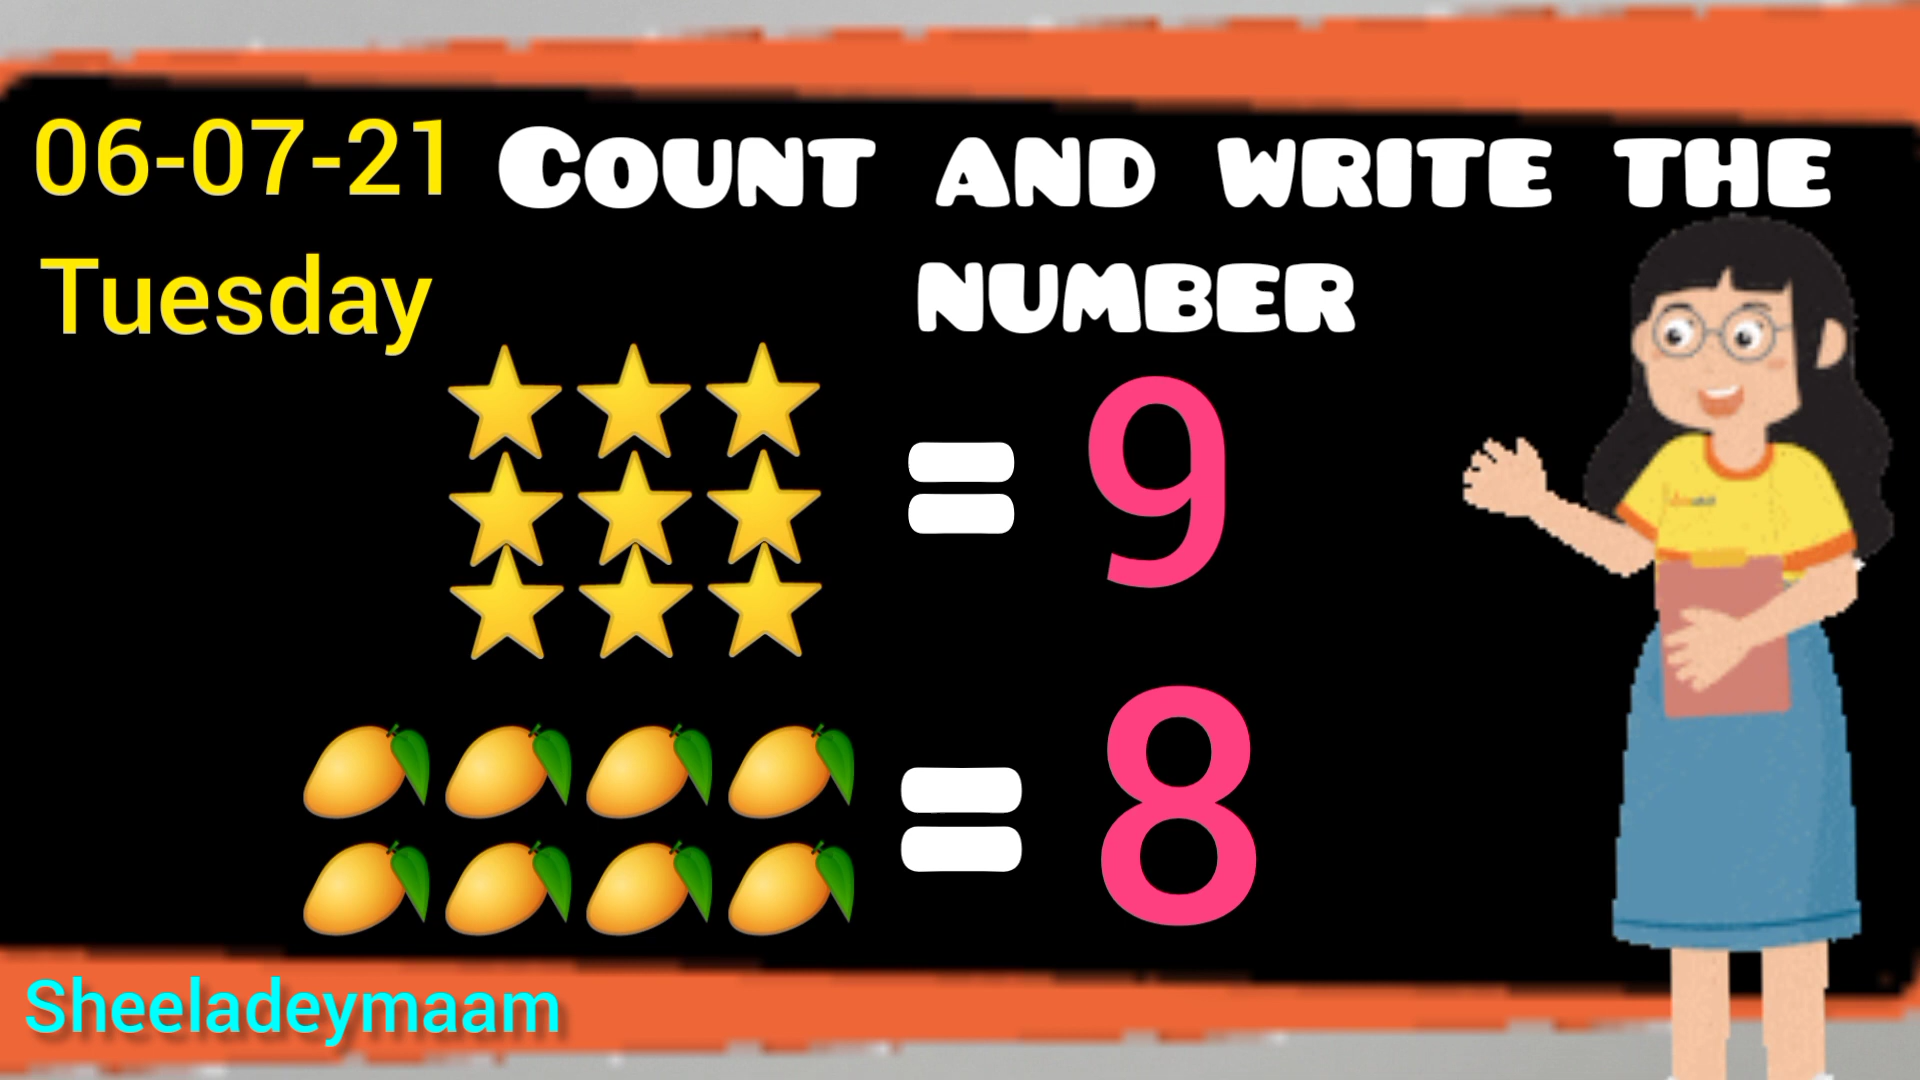 06-07-21
Tuesday
COUNT AND WRITE THE
NUMBER
= 9
= 8
Sheeladeymaam